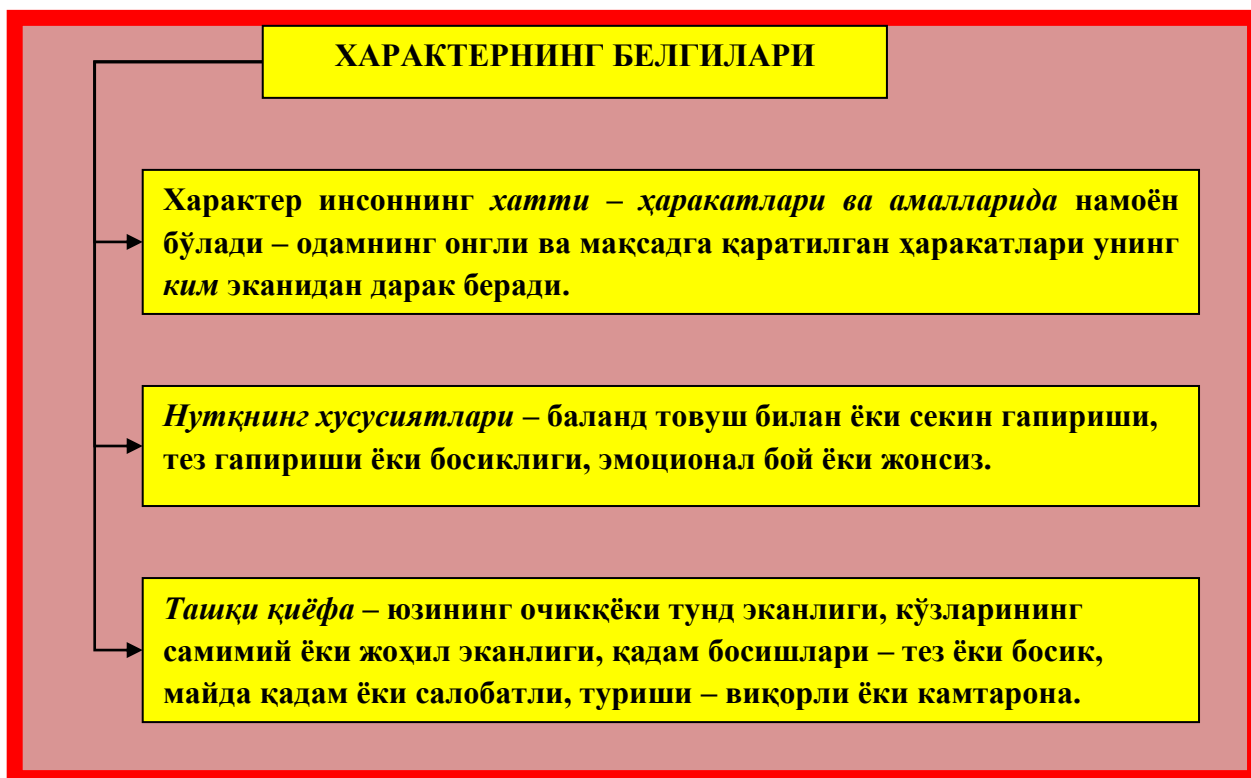 ХАРАКТЕРНИНГ БЕЛГИЛАРИ
Характер инсоннинг хатти – ҳаракатлари ва амалларида намоён
бўлади – одамнинг онгли ва мақсадга қаратилган ҳаракатлари унинг
ким эканидан дарак беради.
Нутқнинг хусусиятлари – баланд товуш билан ёки секин гапириши,
тез гапириши ёки босиклиги, эмоционал бой ёки жонсиз.
Ташқи қиёфа – юзининг очикқёки тунд эканлиги, кўзларининг
самимий ёки жоҳил эканлиги, қадам босишлари – тез ёки босик,
майда қадам ёки салобатли, туриши – виқорли ёки камтарона.